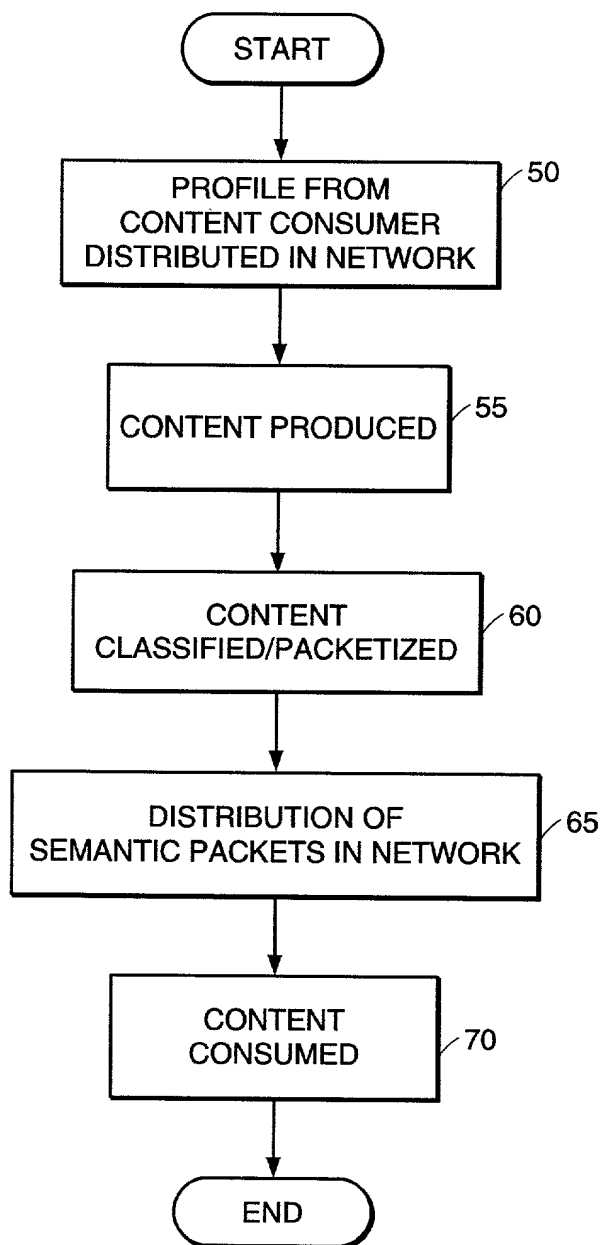 START
PROFILE FROM
CONTENT CONSUMER
DISTRIBUTED IN NETWORK
50
CONTENT PRODUCED
55
CONTENT
CLASSIFIED/PACKETIZED
60
DISTRIBUTION OF
SEMANTIC PACKETS IN NETWORK
65
CONTENT
CONSUMED
70
END